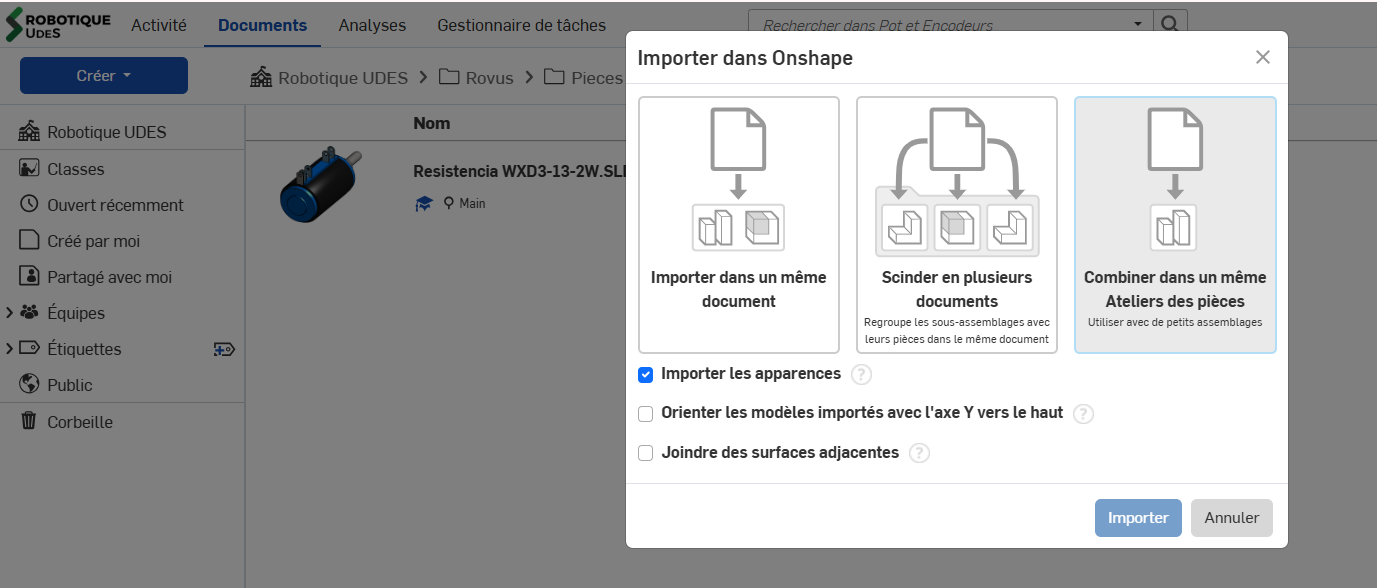 ROBOTIQUE
UDES
Activité
Documents
Analyses
Gestionnaire de tâches
Rechercher dans Pot et Encodeurs
Créer
Robotique UDES
Rovus
Pieces
Robotique UDES
Classes
Ouvert récemment
Créé par moi
Partagé avec moi
Équipes
Étiquettes
Public
Corbeille
Nom
Resistencia WXD3-13-2W.SL
Main
Importer dans Onshape
Importer dans un même
document
Scinder en plusieurs
documents
Regroupe les sous-assemblages avec
leurs pièces dans le même document
Combiner dans un même
Ateliers des pièces
Utiliser avec de petits assemblages
Importer les apparences ?
Orienter les modèles importés avec l'axe Y vers le haut ?
Joindre des surfaces adjacentes ?
Importer
Annuler